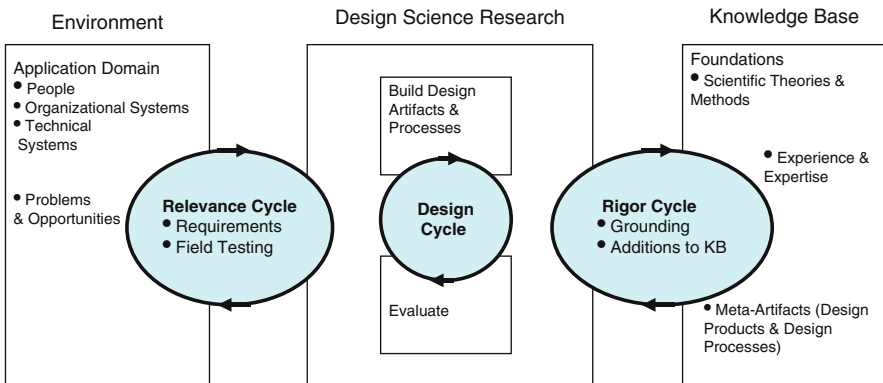 Environment
Design Science Research
Knowledge Base
Application Domain
● People
● Organizational Systems
● Technical
Systems
● Problems
& Opportunities
Relevance Cycle
● Requirements
● Field Testing
Build Design
Artifacts &
Processes
Design
Cycle
Evaluate
Rigor Cycle
● Grounding
● Additions to KB
Foundations
● Scientific Theories &
Methods
● Experience &
Expertise
● Meta-Artifacts (Design
Products & Design
Processes)